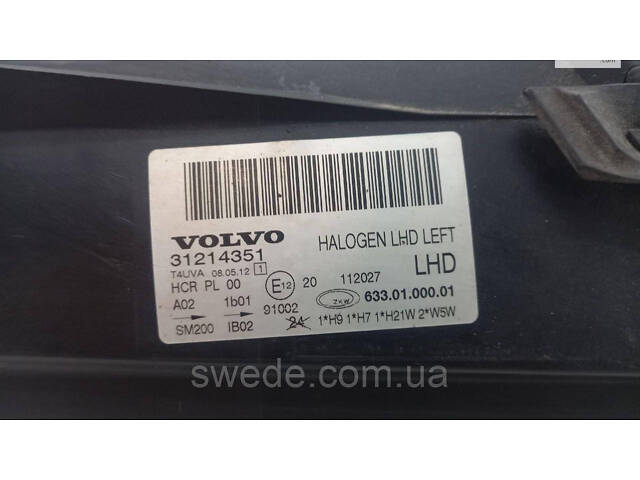 .com
VOLVO HALOGEN LHD LEFT
31214351 LHD
T4UVA 08.05.12 1
HCR PL 00 E12 20 112027
A02 1b01 91002 ZKW 633.01.000.01
SM200 IB02 24 1*H9 1*H7 1*H21W 2*W5W
swede.com.ua